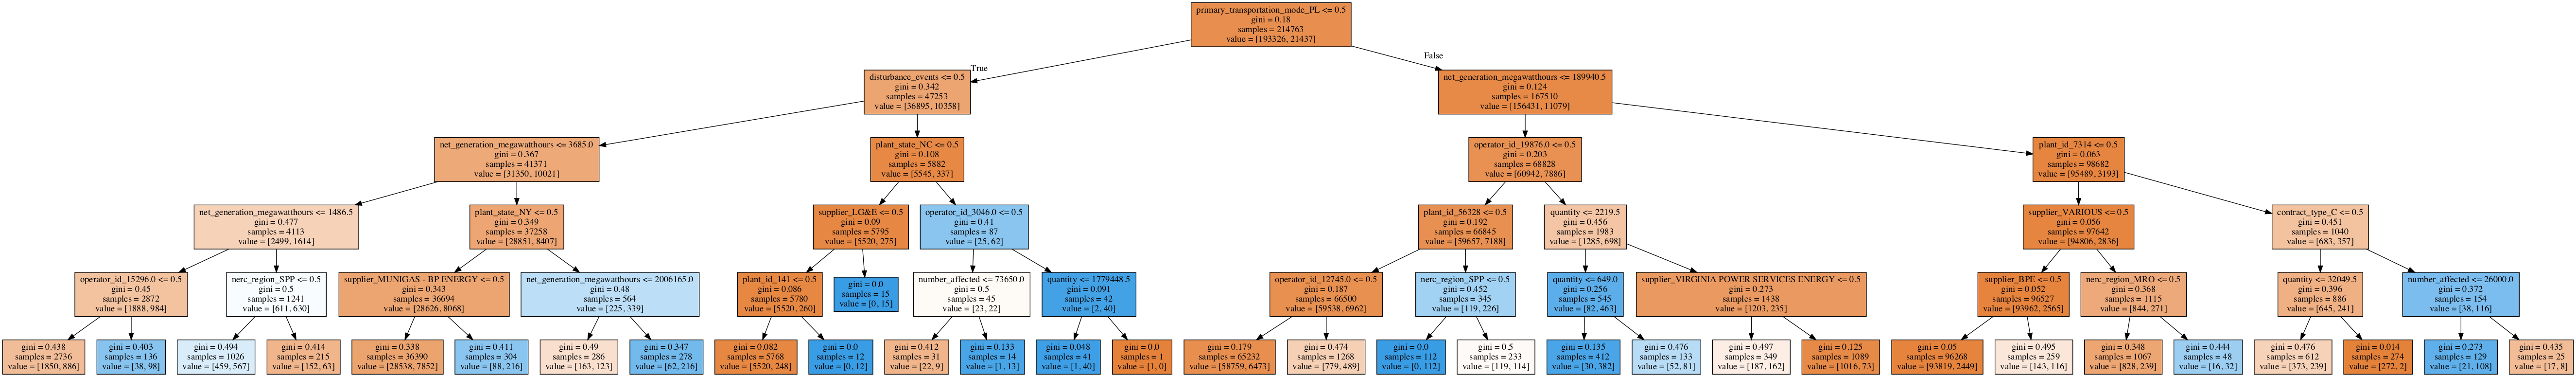 primary_transportation_mode_PL <= 0.5
gini = 0.18
samples = 214763
value = [193326, 21437]
True
False
disturbance_events <= 0.5
gini = 0.342
samples = 47253
value = [36895, 10358]
net_generation_megawatthours <= 189940.5
gini = 0.124
samples = 167510
value = [156431, 11079]
net_generation_megawatthours <= 3685.0
gini = 0.367
samples = 41371
value = [31350, 10021]
plant_state_NC <= 0.5
gini = 0.108
samples = 5882
value = [5545, 337]
operator_id_19876.0 <= 0.5
gini = 0.203
samples = 68828
value = [60942, 7886]
plant_id_7314 <= 0.5
gini = 0.063
samples = 98682
value = [95489, 3193]
net_generation_megawatthours <= 1486.5
gini = 0.477
samples = 4113
value = [2499, 1614]
plant_state_NY <= 0.5
gini = 0.349
samples = 37258
value = [28851, 8407]
supplier_LG&E <= 0.5
gini = 0.09
samples = 5795
value = [5520, 275]
operator_id_3046.0 <= 0.5
gini = 0.41
samples = 87
value = [25, 62]
plant_id_56328 <= 0.5
gini = 0.192
samples = 66845
value = [59657, 7188]
quantity <= 2219.5
gini = 0.456
samples = 1983
value = [1285, 698]
supplier_VARIOUS <= 0.5
gini = 0.056
samples = 97642
value = [94806, 2836]
contract_type_C <= 0.5
gini = 0.451
samples = 1040
value = [683, 357]
operator_id_15296.0 <= 0.5
gini = 0.45
samples = 2872
value = [1888, 984]
nerc_region_SPP <= 0.5
gini = 0.5
samples = 1241
value = [611, 630]
supplier_MUNIGAS - BP ENERGY <= 0.5
gini = 0.343
samples = 36694
value = [28626, 8068]
net_generation_megawatthours <= 2006165.0
gini = 0.48
samples = 564
value = [225, 339]
plant_id_141 <= 0.5
gini = 0.086
samples = 5780
value = [5520, 260]
gini = 0.0
samples = 15
value = [0, 15]
number_affected <= 73650.0
gini = 0.5
samples = 45
value = [23, 22]
quantity <= 1779448.5
gini = 0.091
samples = 42
value = [2, 40]
operator_id_12745.0 <= 0.5
gini = 0.187
samples = 66500
value = [59538, 6962]
nerc_region_SPP <= 0.5
gini = 0.452
samples = 345
value = [119, 226]
quantity <= 649.0
gini = 0.256
samples = 545
value = [82, 463]
supplier_VIRGINIA POWER SERVICES ENERGY <= 0.5
gini = 0.273
samples = 1438
value = [1203, 235]
supplier_BPE <= 0.5
gini = 0.052
samples = 96527
value = [93962, 2565]
nerc_region_MRO <= 0.5
gini = 0.368
samples = 1115
value = [844, 271]
quantity <= 32049.5
gini = 0.396
samples = 886
value = [645, 241]
number_affected <= 26000.0
gini = 0.372
samples = 154
value = [38, 116]
gini = 0.438
samples = 2736
value = [1850, 886]
gini = 0.403
samples = 136
value = [38, 98]
gini = 0.494
samples = 1026
value = [459, 567]
gini = 0.414
samples = 215
value = [152, 63]
gini = 0.338
samples = 36390
value = [28538, 7852]
gini = 0.411
samples = 304
value = [88, 216]
gini = 0.49
samples = 286
value = [163, 123]
gini = 0.347
samples = 278
value = [62, 216]
gini = 0.082
samples = 5768
value = [5520, 248]
gini = 0.0
samples = 12
value = [0, 12]
gini = 0.412
samples = 31
value = [22, 9]
gini = 0.133
samples = 14
value = [1, 13]
gini = 0.048
samples = 41
value = [1, 40]
gini = 0.0
samples = 1
value = [1, 0]
gini = 0.179
samples = 65232
value = [58759, 6473]
gini = 0.474
samples = 1268
value = [779, 489]
gini = 0.0
samples = 112
value = [0, 112]
gini = 0.5
samples = 233
value = [119, 114]
gini = 0.135
samples = 412
value = [30, 382]
gini = 0.476
samples = 133
value = [52, 81]
gini = 0.497
samples = 349
value = [187, 162]
gini = 0.125
samples = 1089
value = [1016, 73]
gini = 0.05
samples = 96268
value = [93819, 2449]
gini = 0.495
samples = 259
value = [143, 116]
gini = 0.348
samples = 1067
value = [828, 239]
gini = 0.444
samples = 48
value = [16, 32]
gini = 0.476
samples = 612
value = [373, 239]
gini = 0.014
samples = 274
value = [272, 2]
gini = 0.273
samples = 129
value = [21, 108]
gini = 0.435
samples = 25
value = [17, 8]